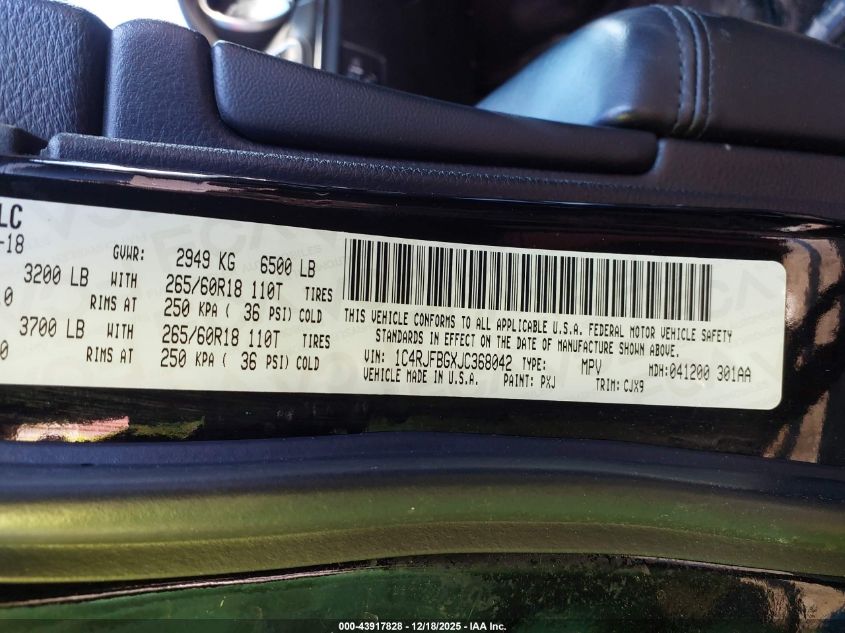 LC
-18 GVWR: 2949 KG 6500 LB
3200 LB WITH 265/60R18 110T TIRES
.0 RIMS AT 250 KPA ( 36 PSI) COLD
3700 LB WITH 265/60R18 110T TIRES
0 RIMS AT 250 KPA ( 36 PSI) COLD
THIS VEHICLE CONFORMS TO ALL APPLICABLE U.S.A. FEDERAL MOTOR VEHICLE SAFETY
STANDARDS IN EFFECT ON THE DATE OF MANUFACTURE SHOWN ABOVE.
VIN: 1C4RJFBGXJC368042 TYPE: MPV MDH:041200 301AA
VEHICLE MADE IN U.S.A. PAINT: PXJ TRIM: CJX9
000-43917828 - 12/18/2025 - IAA Inc.